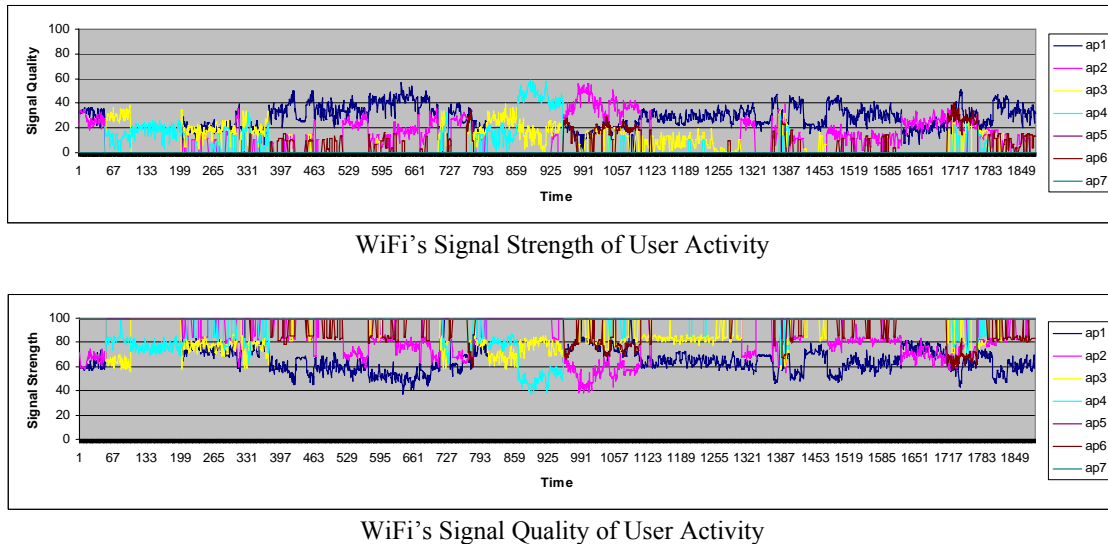 100
80
60
40
20
0
Signal Quality
1 67 133 199 265 331 397 463 529 595 661 727 793 859 925 991 1057 1123 1189 1255 1321 1387 1453 1519 1585 1651 1717 1783 1849
Time
ap1
ap2
ap3
ap4
ap5
ap6
ap7
WiFi's Signal Strength of User Activity
100
80
60
40
20
0
Signal Strength
1 67 133 199 265 331 397 463 529 595 661 727 793 859 925 991 1057 1123 1189 1255 1321 1387 1453 1519 1585 1651 1717 1783 1849
Time
ap1
ap2
ap3
ap4
ap5
ap6
ap7
WiFi's Signal Quality of User Activity